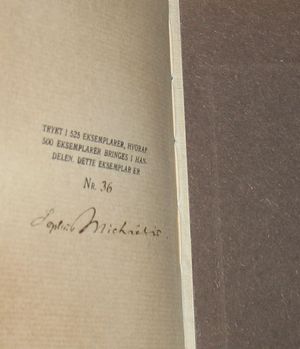 TRYKT I 525 EKSEMPLARER, HVORAF
500 EKSEMPLARER BRINGES I HAN-
DELEN. DETTE EKSEMPLAR ER
NR. 36
Sophus Michaëlis.